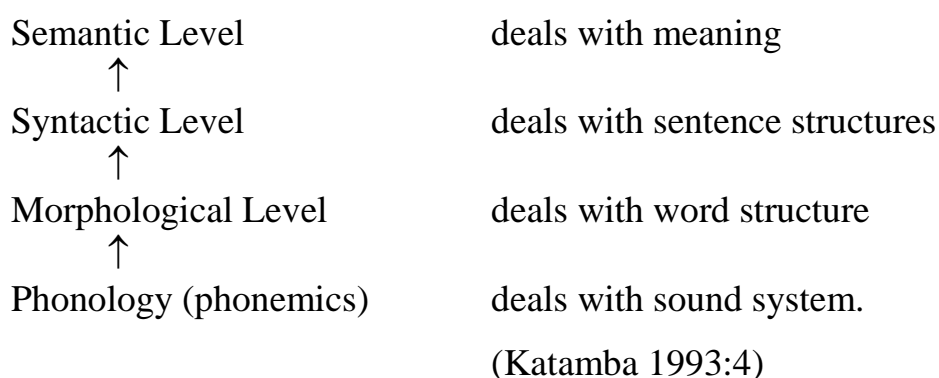 Semantic Level deals with meaning
↑
Syntactic Level deals with sentence structures
↑
Morphological Level deals with word structure
↑
Phonology (phonemics) deals with sound system.
(Katamba 1993:4)